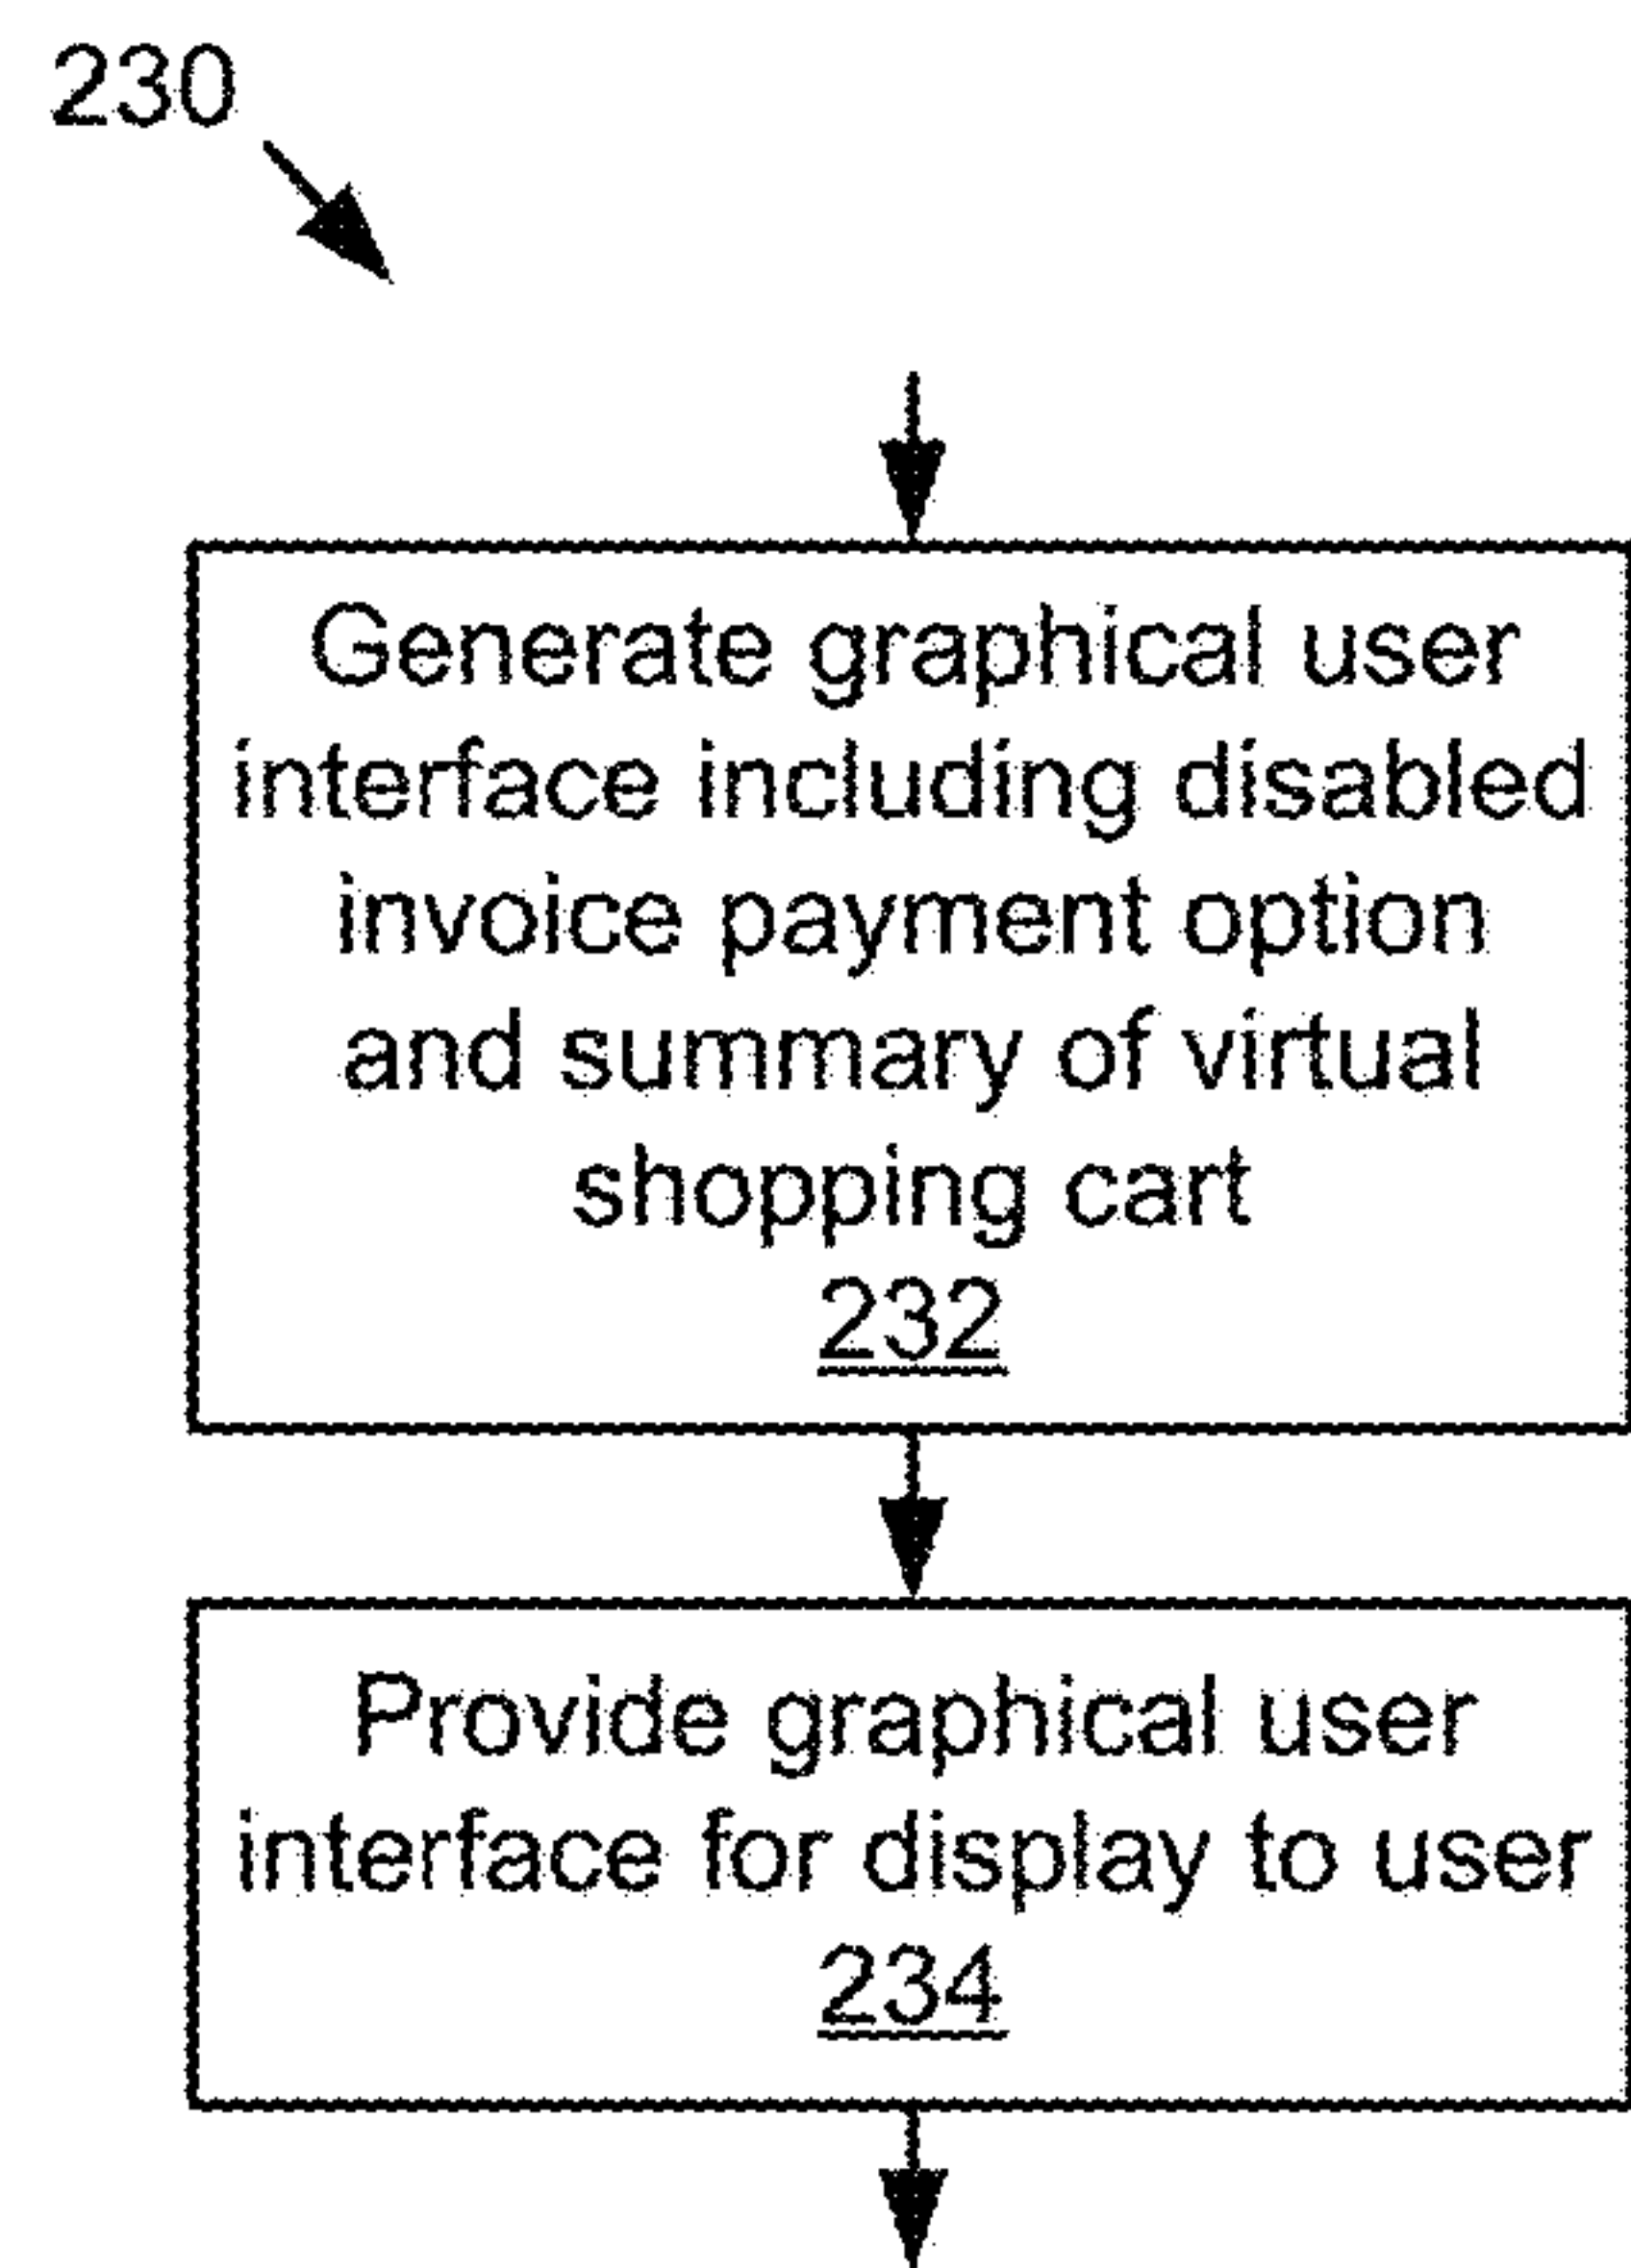 230
Generate graphical user
interface including disabled
invoice payment option
and summary of virtual
shopping cart
232
Provide graphical user
interface for display to user
234